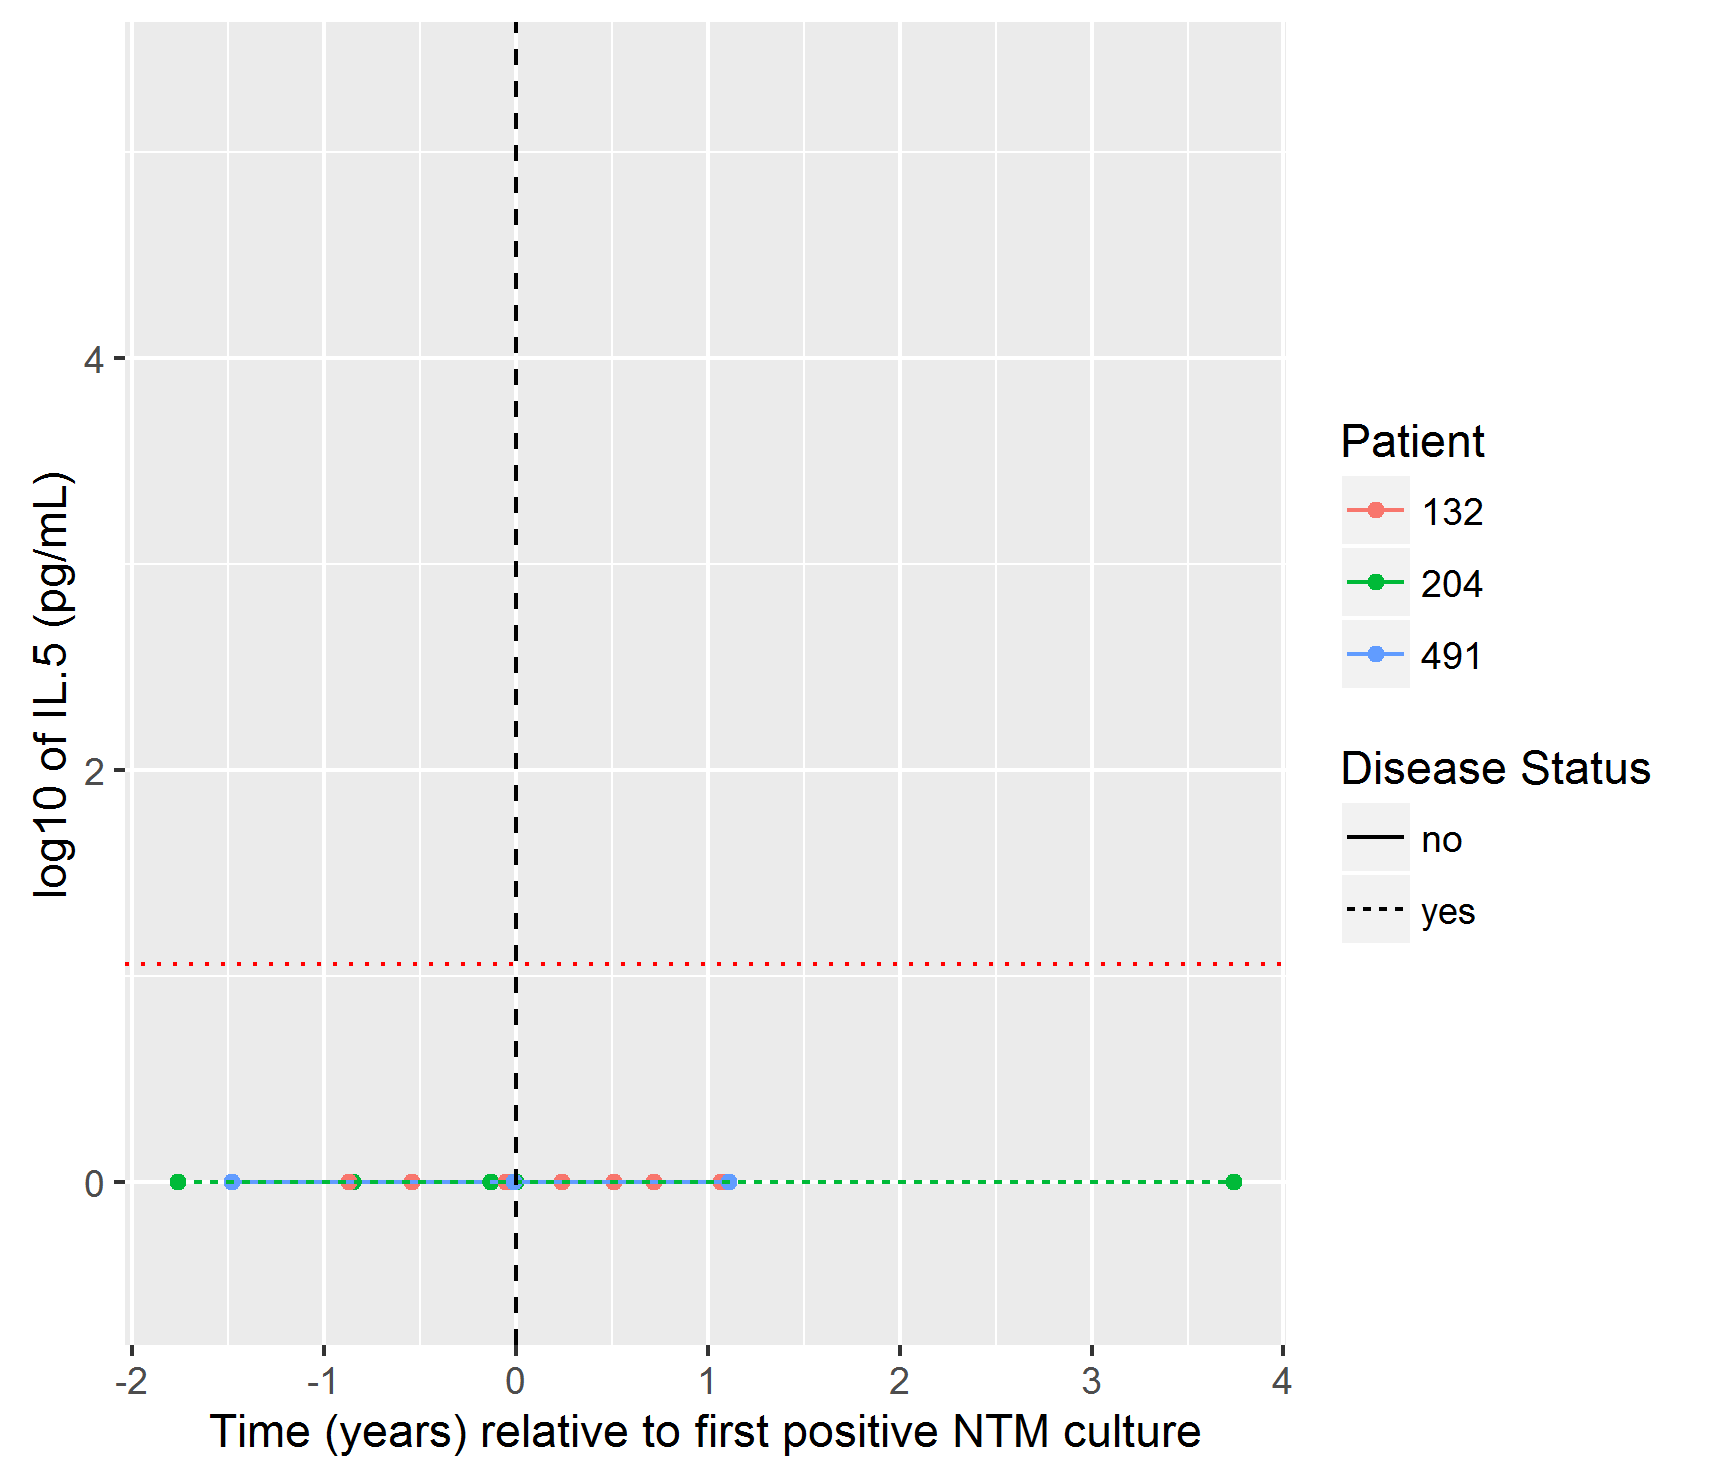 log10 of IL.5 (pg/mL)
4
2
0
-2 -1 0 1 2 3 4
Time (years) relative to first positive NTM culture
Patient
132
204
491
Disease Status
no
yes